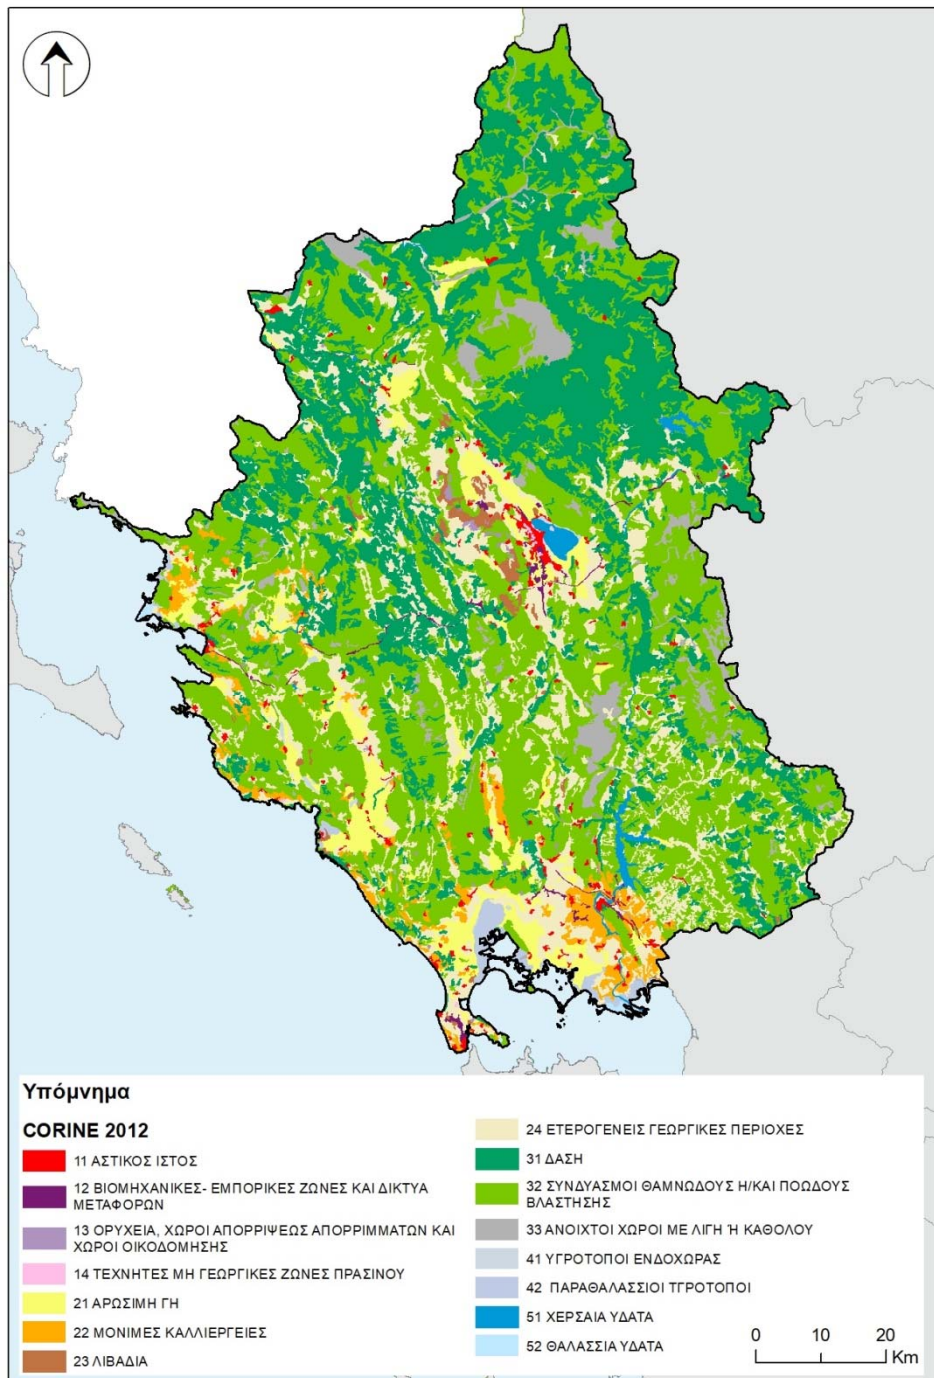 Υπόμνημα
CORINE 2012
11 ΑΣΤΙΚΟΣ ΙΣΤΟΣ
12 ΒΙΟΜΗΧΑΝΙΚΕΣ- ΕΜΠΟΡΙΚΕΣ ΖΩΝΕΣ ΚΑΙ ΔΙΚΤΥΑ
ΜΕΤΑΦΟΡΩΝ
13 ΟΡΥΧΕΙΑ, ΧΩΡΟΙ ΑΠΟΡΡΙΨΕΩΣ ΑΠΟΡΡΙΜΜΑΤΩΝ ΚΑΙ
ΧΩΡΟΙ ΟΙΚΟΔΟΜΗΣΗΣ
14 ΤΕΧΝΗΤΕΣ ΜΗ ΓΕΩΡΓΙΚΕΣ ΖΩΝΕΣ ΠΡΑΣΙΝΟΥ
21 ΑΡΩΣΙΜΗ ΓΗ
22 ΜΟΝΙΜΕΣ ΚΑΛΛΙΕΡΓΕΙΕΣ
23 ΛΙΒΑΔΙΑ
24 ΕΤΕΡΟΓΕΝΕΙΣ ΓΕΩΡΓΙΚΕΣ ΠΕΡΙΟΧΕΣ
31 ΔΑΣΗ
32 ΣΥΝΔΥΑΣΜΟΙ ΘΑΜΝΩΔΟΥΣ Η/ΚΑΙ ΠΟΩΔΟΥΣ
ΒΛΑΣΤΗΣΗΣ
33 ΑΝΟΙΧΤΟΙ ΧΩΡΟΙ ΜΕ ΛΙΓΗ Ή ΚΑΘΟΛΟΥ
41 ΥΓΡΟΤΟΠΟΙ ΕΝΔΟΧΩΡΑΣ
42 ΠΑΡΑΘΑΛΑΣΣΙΟΙ ΤΓΡΟΤΟΠΟΙ
51 ΧΕΡΣΑΙΑ ΥΔΑΤΑ
52 ΘΑΛΑΣΣΙΑ ΥΔΑΤΑ
0 10 20
Km